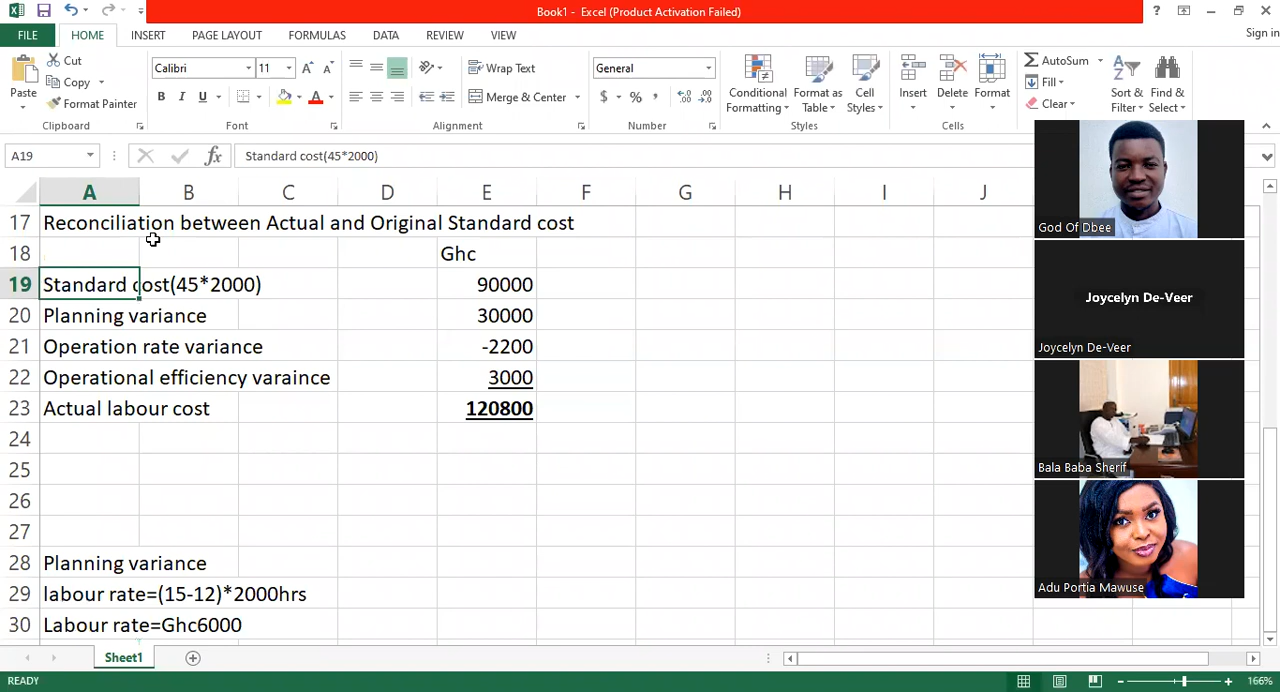 Book1 - Excel (Product Activation Failed)
?
FILE HOME INSERT PAGE LAYOUT FORMULAS DATA REVIEW VIEW Sign in
Paste Cut Copy Format Painter Clipboard
Calibri 11 A A B I U A Font
Wrap Text Merge & Center Alignment
General $ % , Number
Conditional Formatting Format as Table Cell Styles Styles
Insert Delete Format Cells
AutoSum Fill Clear Sort & Filter Find & Select
A19 fx Standard cost(45*2000)
A B C D E F G H I J
17 Reconciliation between Actual and Original Standard cost
18 Ghc
19 Standard cost(45*2000) 90000
20 Planning variance 30000
21 Operation rate variance -2200
22 Operational efficiency varaince 3000
23 Actual labour cost 120800
24
25
26
27
28 Planning variance
29 labour rate=(15-12)*2000hrs
30 Labour rate=Ghc6000
God Of Dbee
Joycelyn De-Veer
Joycelyn De-Veer
Bala Baba Sherif
Adu Portia Mawuse
Sheet1
READY 166%